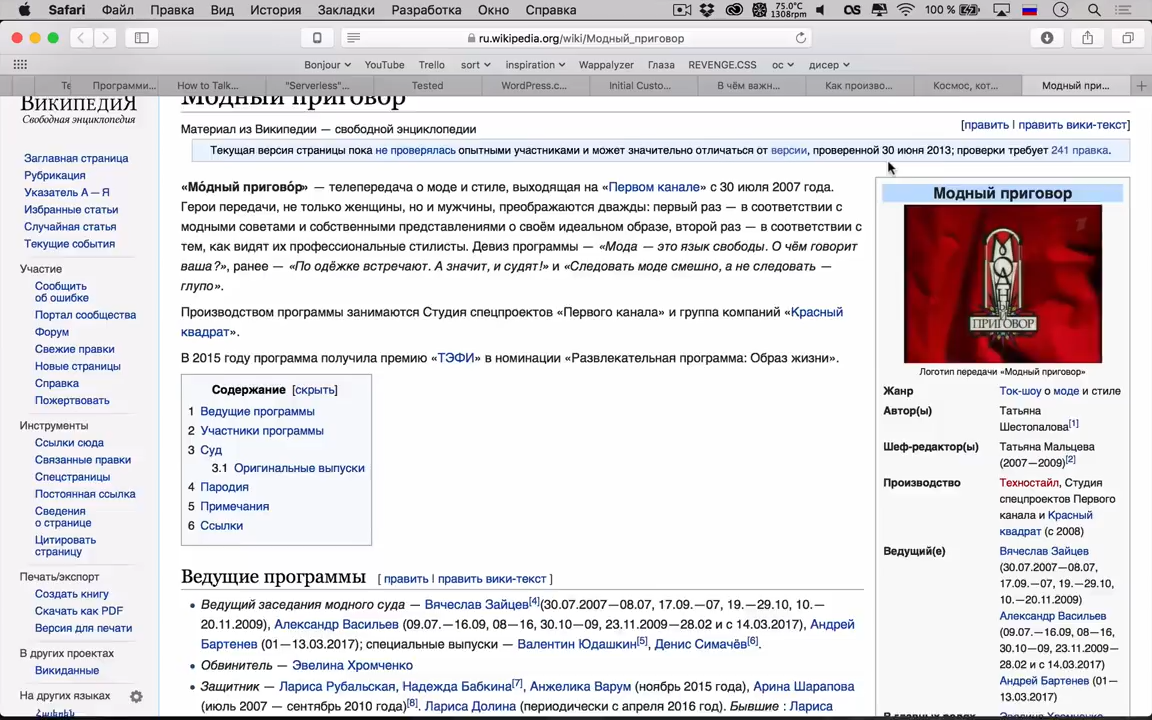 Safari Файл Правка Вид История Закладки Разработка Окно Справка 75.0°C 1308rpm 100 %
ru.wikipedia.org/wiki/Модный_приговор
Bonjour YouTube Trello sort inspiration Wappalyzer Глаза REVENGE.CSS ос дисер
Те Программи... How to Talk... "Serverless"... Tested WordPress.c... Initial Custo... В чём важн... Как произво... Космос, кот... Модный при...
ВИКИПЕДИЯ
Свободная энциклопедия
Заглавная страница
Рубрикация
Указатель А — Я
Избранные статьи
Случайная статья
Текущие события
Участие
Сообщить
об ошибке
Портал сообщества
Форум
Свежие правки
Новые страницы
Справка
Пожертвовать
Инструменты
Ссылки сюда
Связанные правки
Спецстраницы
Постоянная ссылка
Сведения
о странице
Цитировать
страницу
Печать/экспорт
Создать книгу
Скачать как PDF
Версия для печати
В других проектах
Викиданные
На других языках
Հայերեն
Модный приговор
Материал из Википедии — свободной энциклопедии
[править | править вики-текст]
Текущая версия страницы пока не проверялась опытными участниками и может значительно отличаться от версии, проверенной 30 июня 2013; проверки требует 241 правка.
«Мо́дный пригово́р» — телепередача о моде и стиле, выходящая на «Первом канале» с 30 июля 2007 года.
Герои передачи, не только женщины, но и мужчины, преображаются дважды: первый раз — в соответствии с
модными советами и собственными представлениями о своём идеальном образе, второй раз — в соответствии с
тем, как видят их профессиональные стилисты. Девиз программы — «Мода — это язык свободы. О чём говорит
ваша?», ранее — «По одёжке встречают. А значит, и судят!» и «Следовать моде смешно, а не следовать —
глупо».
Производством программы занимаются Студия спецпроектов «Первого канала» и группа компаний «Красный
квадрат».
В 2015 году программа получила премию «ТЭФИ» в номинации «Развлекательная программа: Образ жизни».
Содержание [скрыть]
1 Ведущие программы
2 Участники программы
3 Суд
3.1 Оригинальные выпуски
4 Пародия
5 Примечания
6 Ссылки
Ведущие программы [ править | править вики-текст ]
Ведущий заседания модного суда — Вячеслав Зайцев[4](30.07.2007—08.07, 17.09.—07, 19.—29.10, 10.—
20.11.2009), Александр Васильев (09.07.—16.09, 08—16, 30.10—09, 23.11.2009—28.02 и с 14.03.2017), Андрей
Бартенев (01—13.03.2017); специальные выпуски — Валентин Юдашкин[5], Денис Симачёв[6].
Обвинитель — Эвелина Хромченко
Защитник — Лариса Рубальская, Надежда Бабкина[7], Анжелика Варум (ноябрь 2015 года), Арина Шарапова
(июль 2007 — сентябрь 2010 года)[8]. Лариса Долина (периодически с апреля 2016 год). Бывшие : Лариса
Модный приговор
МОДНЫЙ
ПРИГОВОР
Логотип передачи «Модный приговор»
Жанр Ток-шоу о моде и стиле
Автор(ы) Татьяна
Шестопалова[1]
Шеф-редактор(ы) Татьяна Мальцева
(2007—2009)[2]
Производство Техностайл, Студия
спецпроектов Первого
канала и Красный
квадрат (с 2008)
Ведущий(е) Вячеслав Зайцев
(30.07.2007—08.07,
17.09.—07, 19.—29.10,
10.—20.11.2009)
Александр Васильев
(09.07.—16.09, 08—16,
30.10—09, 23.11.2009—
28.02 и с 14.03.2017)
Андрей Бартенев (01—
13.03.2017)
В главных ролях Эвелина Хромченко